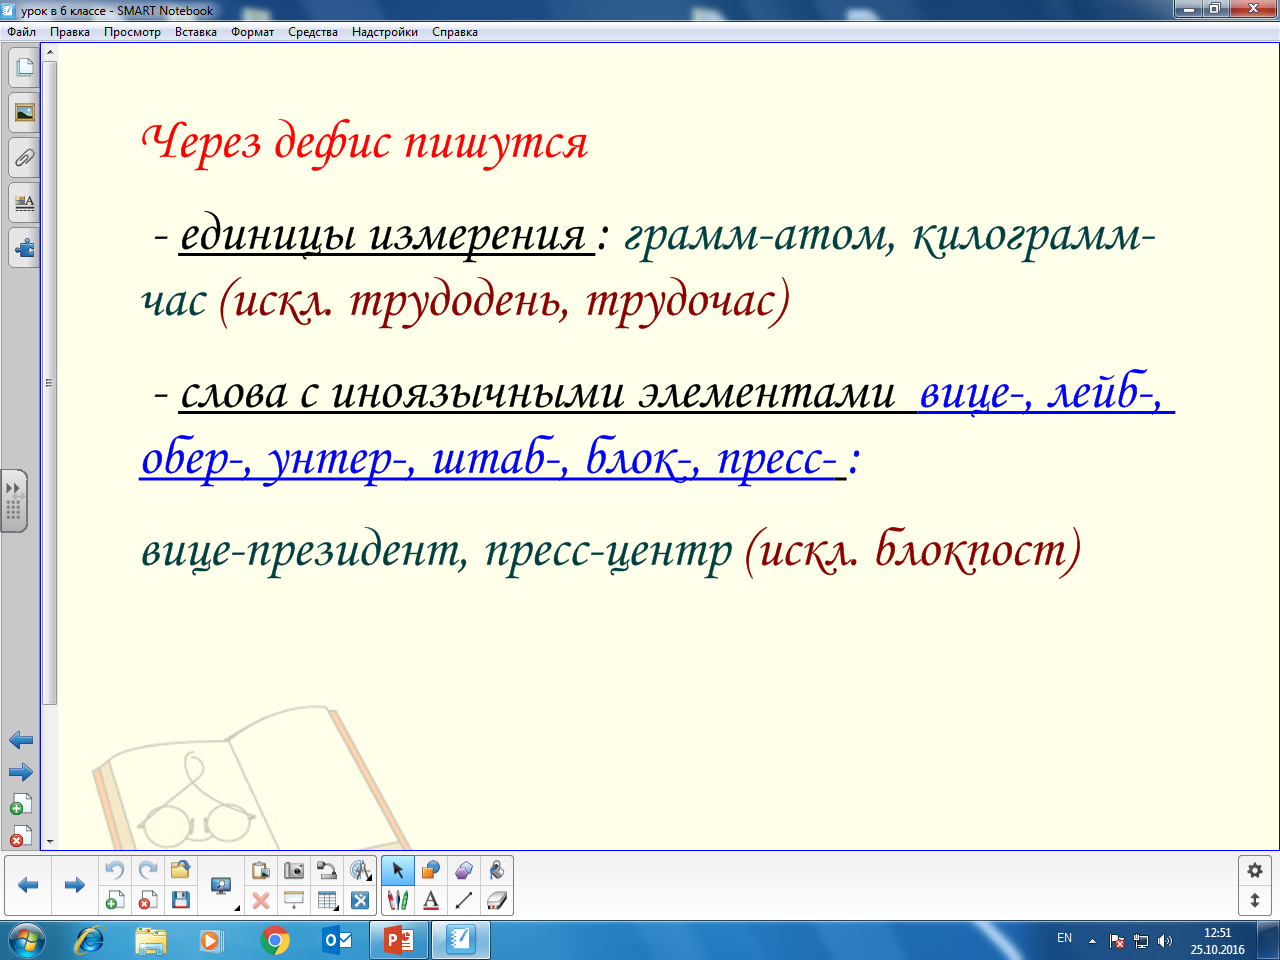 урок в 6 классе - SMART Notebook
Файл Правка Просмотр Вставка Формат Средства Надстройки Справка
Через дефис пишутся
- единицы измерения : грамм-атом, килограмм-
час (искл. трудодень, трудочас)
- слова с иноязычными элементами вице-, лейб-,
обер-, унтер-, штаб-, блок-, пресс- :
вице-президент, пресс-центр (искл. блокпост)
EN
12:51
25.10.2016